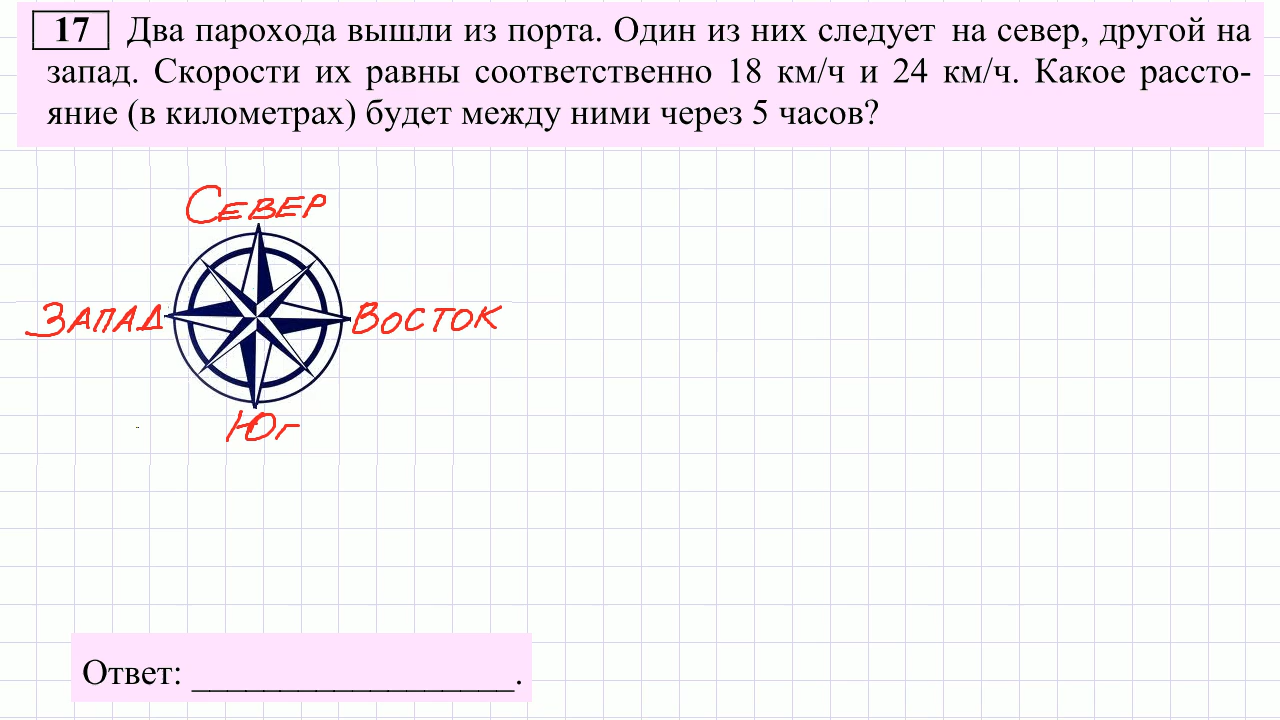 17 Два парохода вышли из порта. Один из них следует на север, другой на
запад. Скорости их равны соответственно 18 км/ч и 24 км/ч. Какое рассто-
яние (в километрах) будет между ними через 5 часов?
Север
Запад
Восток
Юг
Ответ: __________________.